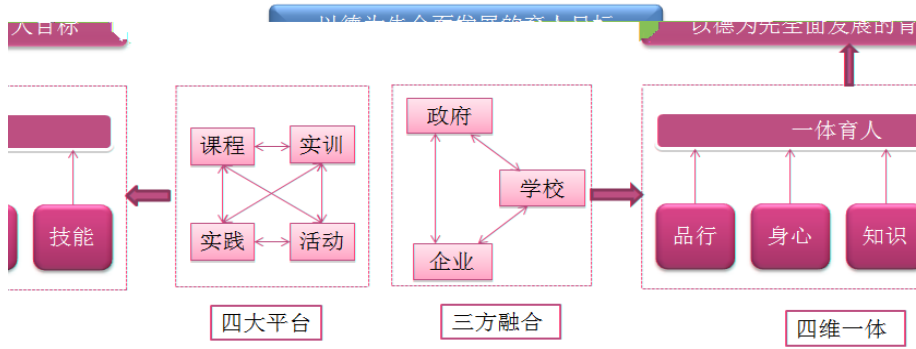 人目标
以德为先全面发展的育人目标
以德为先全面发展的育
技能
课程
实训
实践
活动
四大平台
政府
学校
企业
三方融合
一体育人
品行
身心
知识
四维一体